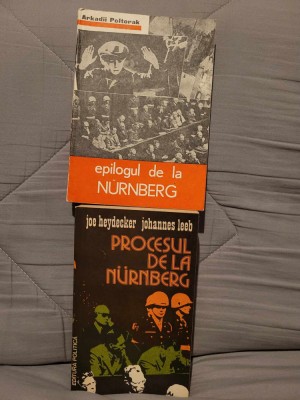 Arkadii Poltorak
epilogul de la
NÜRNBERG
joe heydecker johannes leeb
PROCESUL
DE LA
NÜRNBERG
EDITURA POLITICĂ